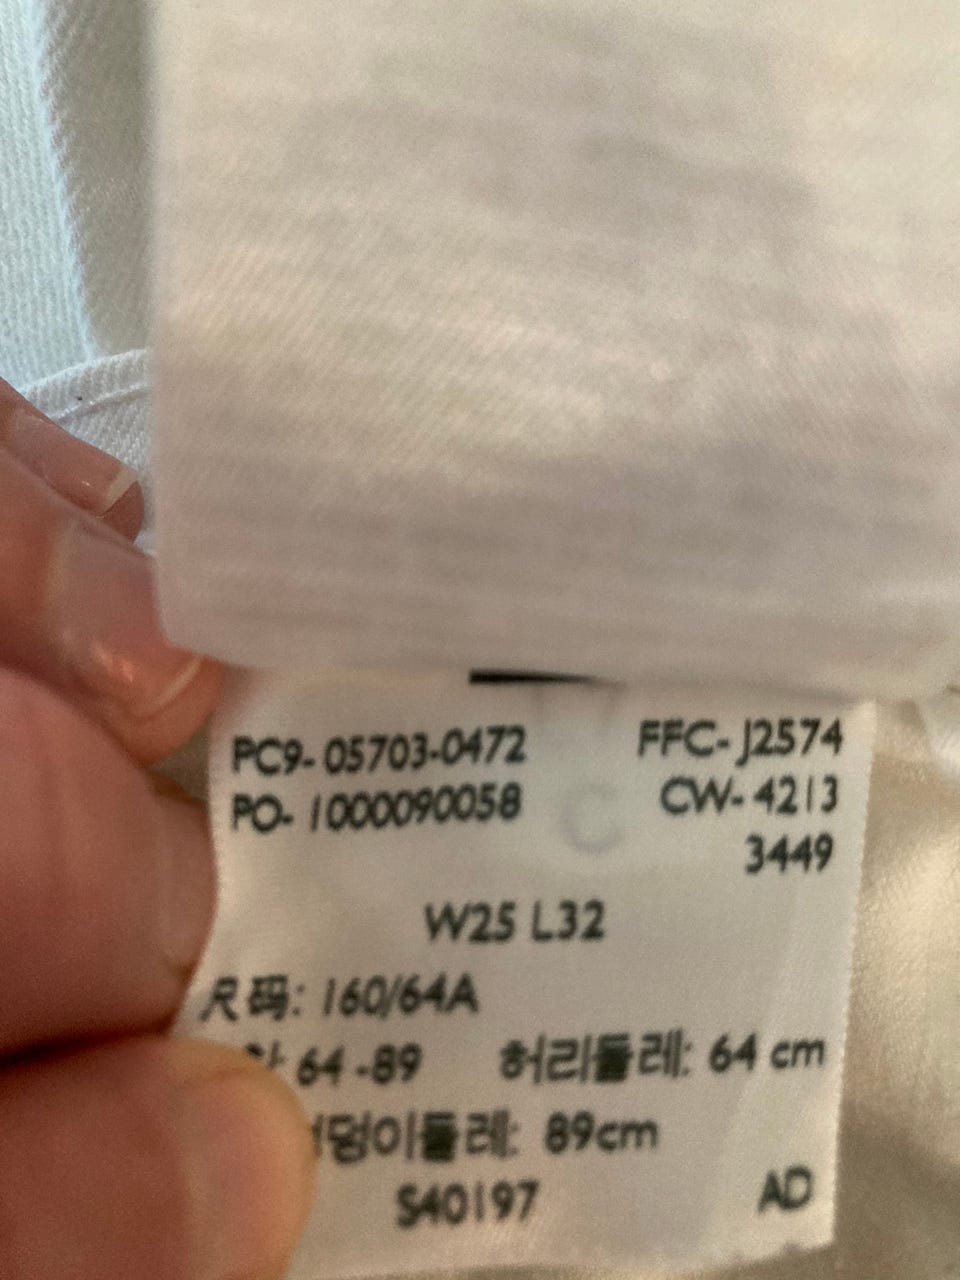 PC9- 05703-0472 FFC- J2574
PO- 1000090058 CW- 4213
3449
W25 L32
尺码: 160/64A
64 -89 허리둘레: 64 cm
덩이둘레: 89cm
S40197 AD